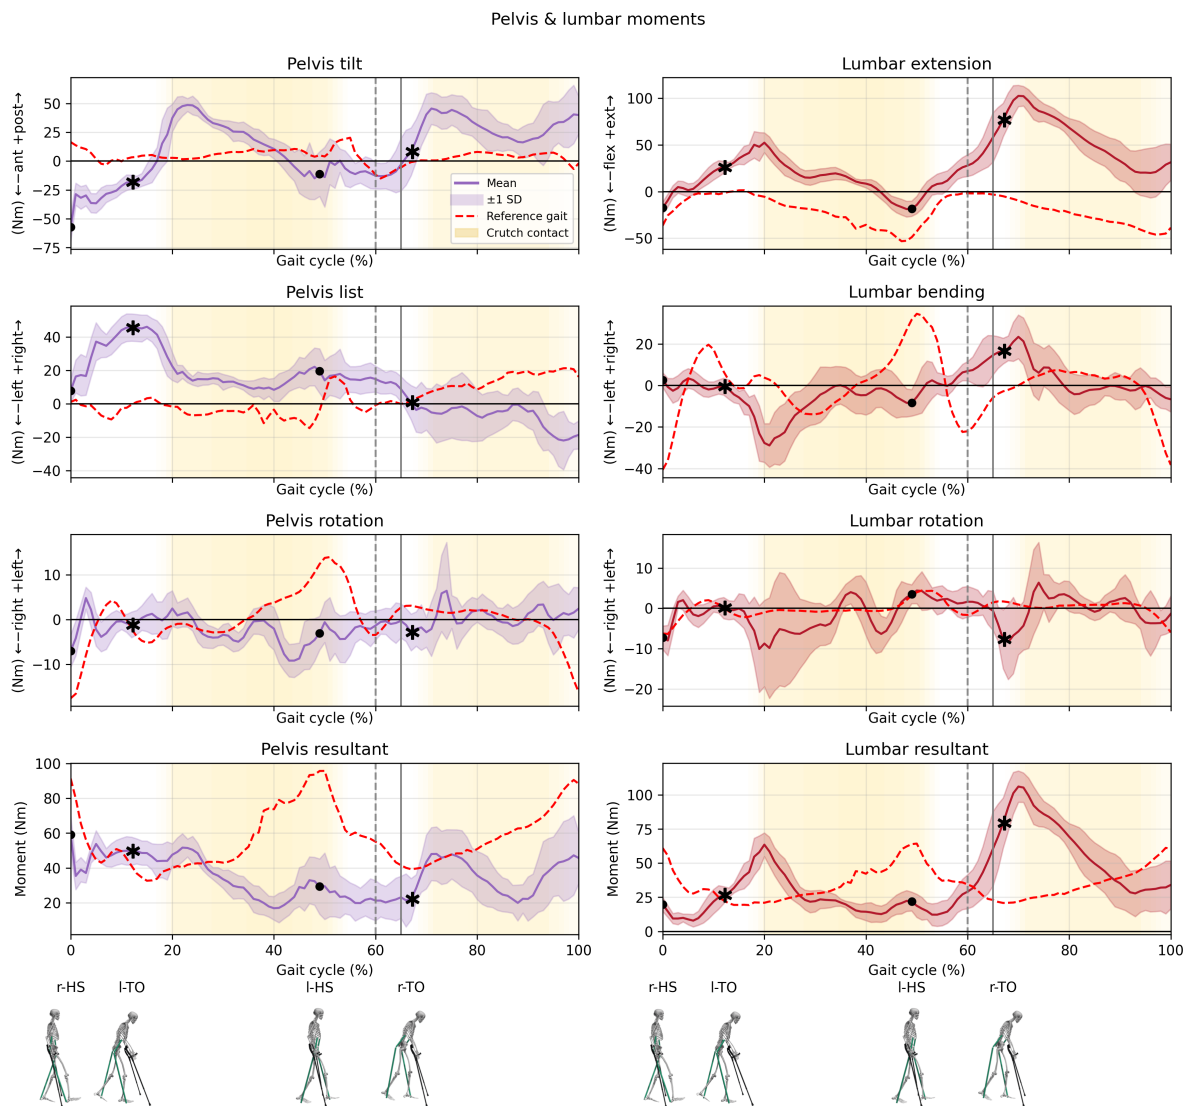 Pelvis & lumbar moments
Pelvis tilt
(Nm) ←−ant +post→
50
25
0
−25
−50
−75
Mean
±1 SD
Reference gait
Crutch contact
Gait cycle (%)
Lumbar extension
(Nm) ←−flex +ext→
100
50
0
−50
Gait cycle (%)
Pelvis list
(Nm) ←−left +right→
40
20
0
−20
−40
Gait cycle (%)
Lumbar bending
(Nm) ←−left +right→
20
0
−20
−40
Gait cycle (%)
Pelvis rotation
(Nm) ←−right +left→
10
0
−10
Gait cycle (%)
Lumbar rotation
(Nm) ←−right +left→
10
0
−10
−20
Gait cycle (%)
Pelvis resultant
Moment (Nm)
100
80
60
40
20
0 20 40 60 80 100
Gait cycle (%)
Lumbar resultant
Moment (Nm)
100
75
50
25
0
0 20 40 60 80 100
Gait cycle (%)
r-HS l-TO l-HS r-TO
r-HS l-TO l-HS r-TO